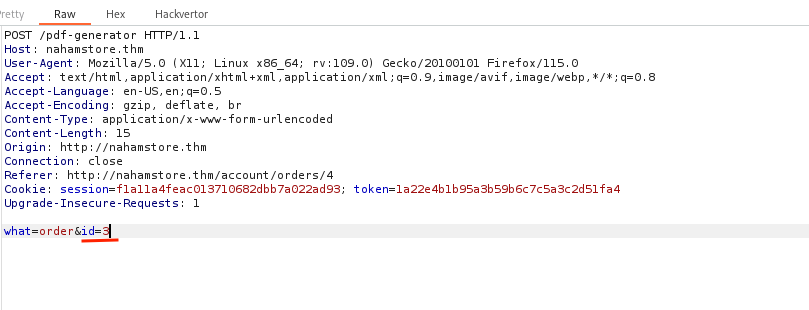 retty Raw Hex Hackvertor
POST /pdf-generator HTTP/1.1
Host: nahamstore.thm
User-Agent: Mozilla/5.0 (X11; Linux x86_64; rv:109.0) Gecko/20100101 Firefox/115.0
Accept: text/html,application/xhtml+xml,application/xml;q=0.9,image/avif,image/webp,*/*;q=0.8
Accept-Language: en-US,en;q=0.5
Accept-Encoding: gzip, deflate, br
Content-Type: application/x-www-form-urlencoded
Content-Length: 15
Origin: http://nahamstore.thm
Connection: close
Referer: http://nahamstore.thm/account/orders/4
Cookie: session=f1a11a4feac013710682dbb7a022ad93; token=1a22e4b1b95a3b59b6c7c5a3c2d51fa4
Upgrade-Insecure-Requests: 1
what=order&id=3